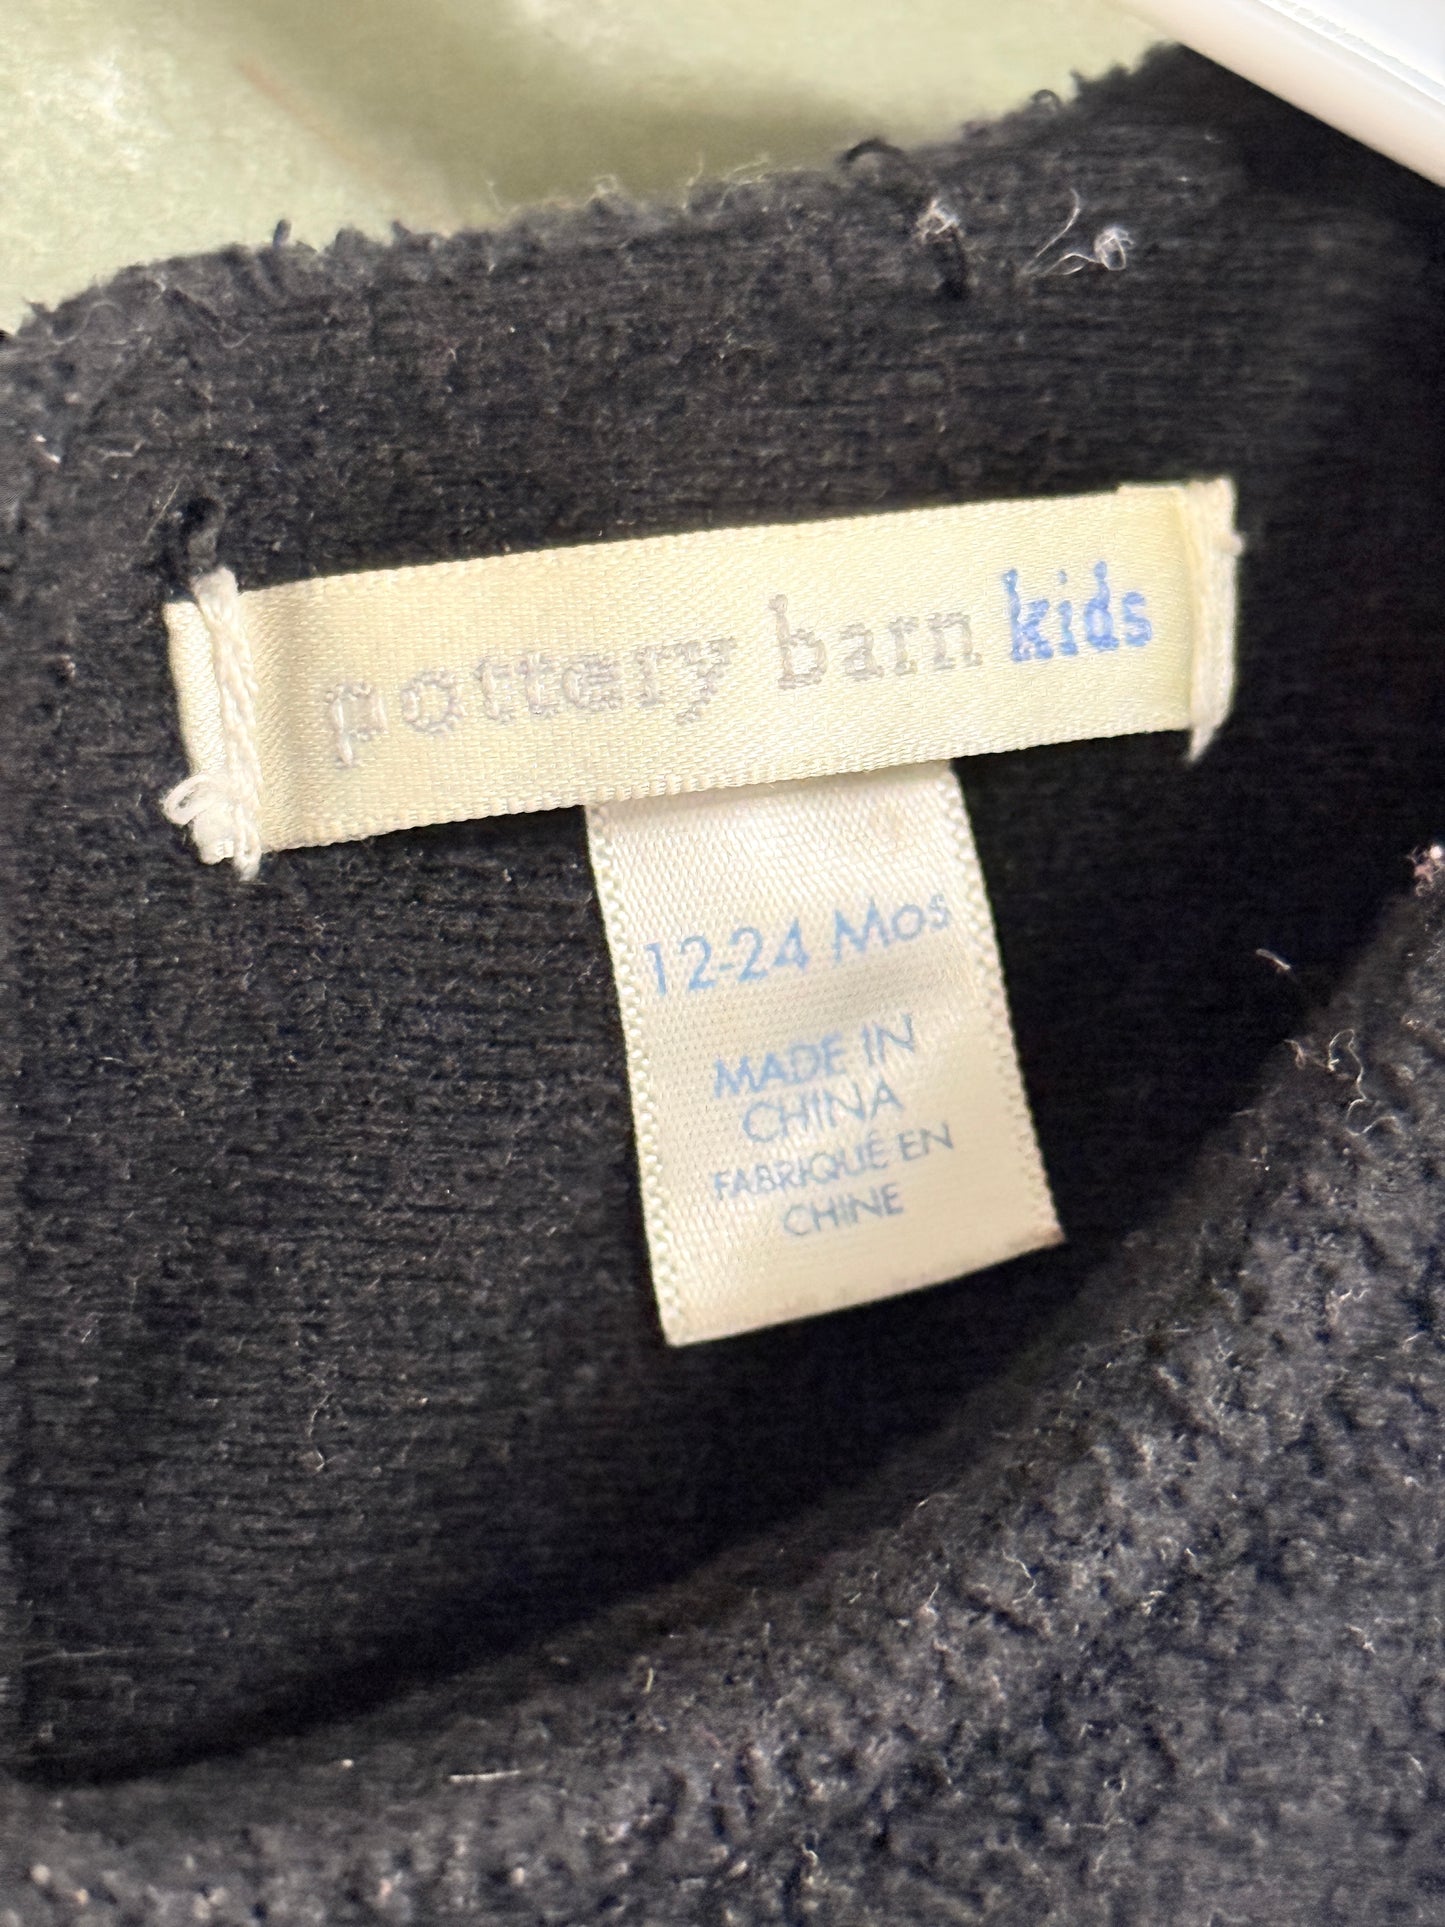 pottery barn kids
12-24 Mos
MADE IN
CHINA
FABRIQUÉ EN
CHINE